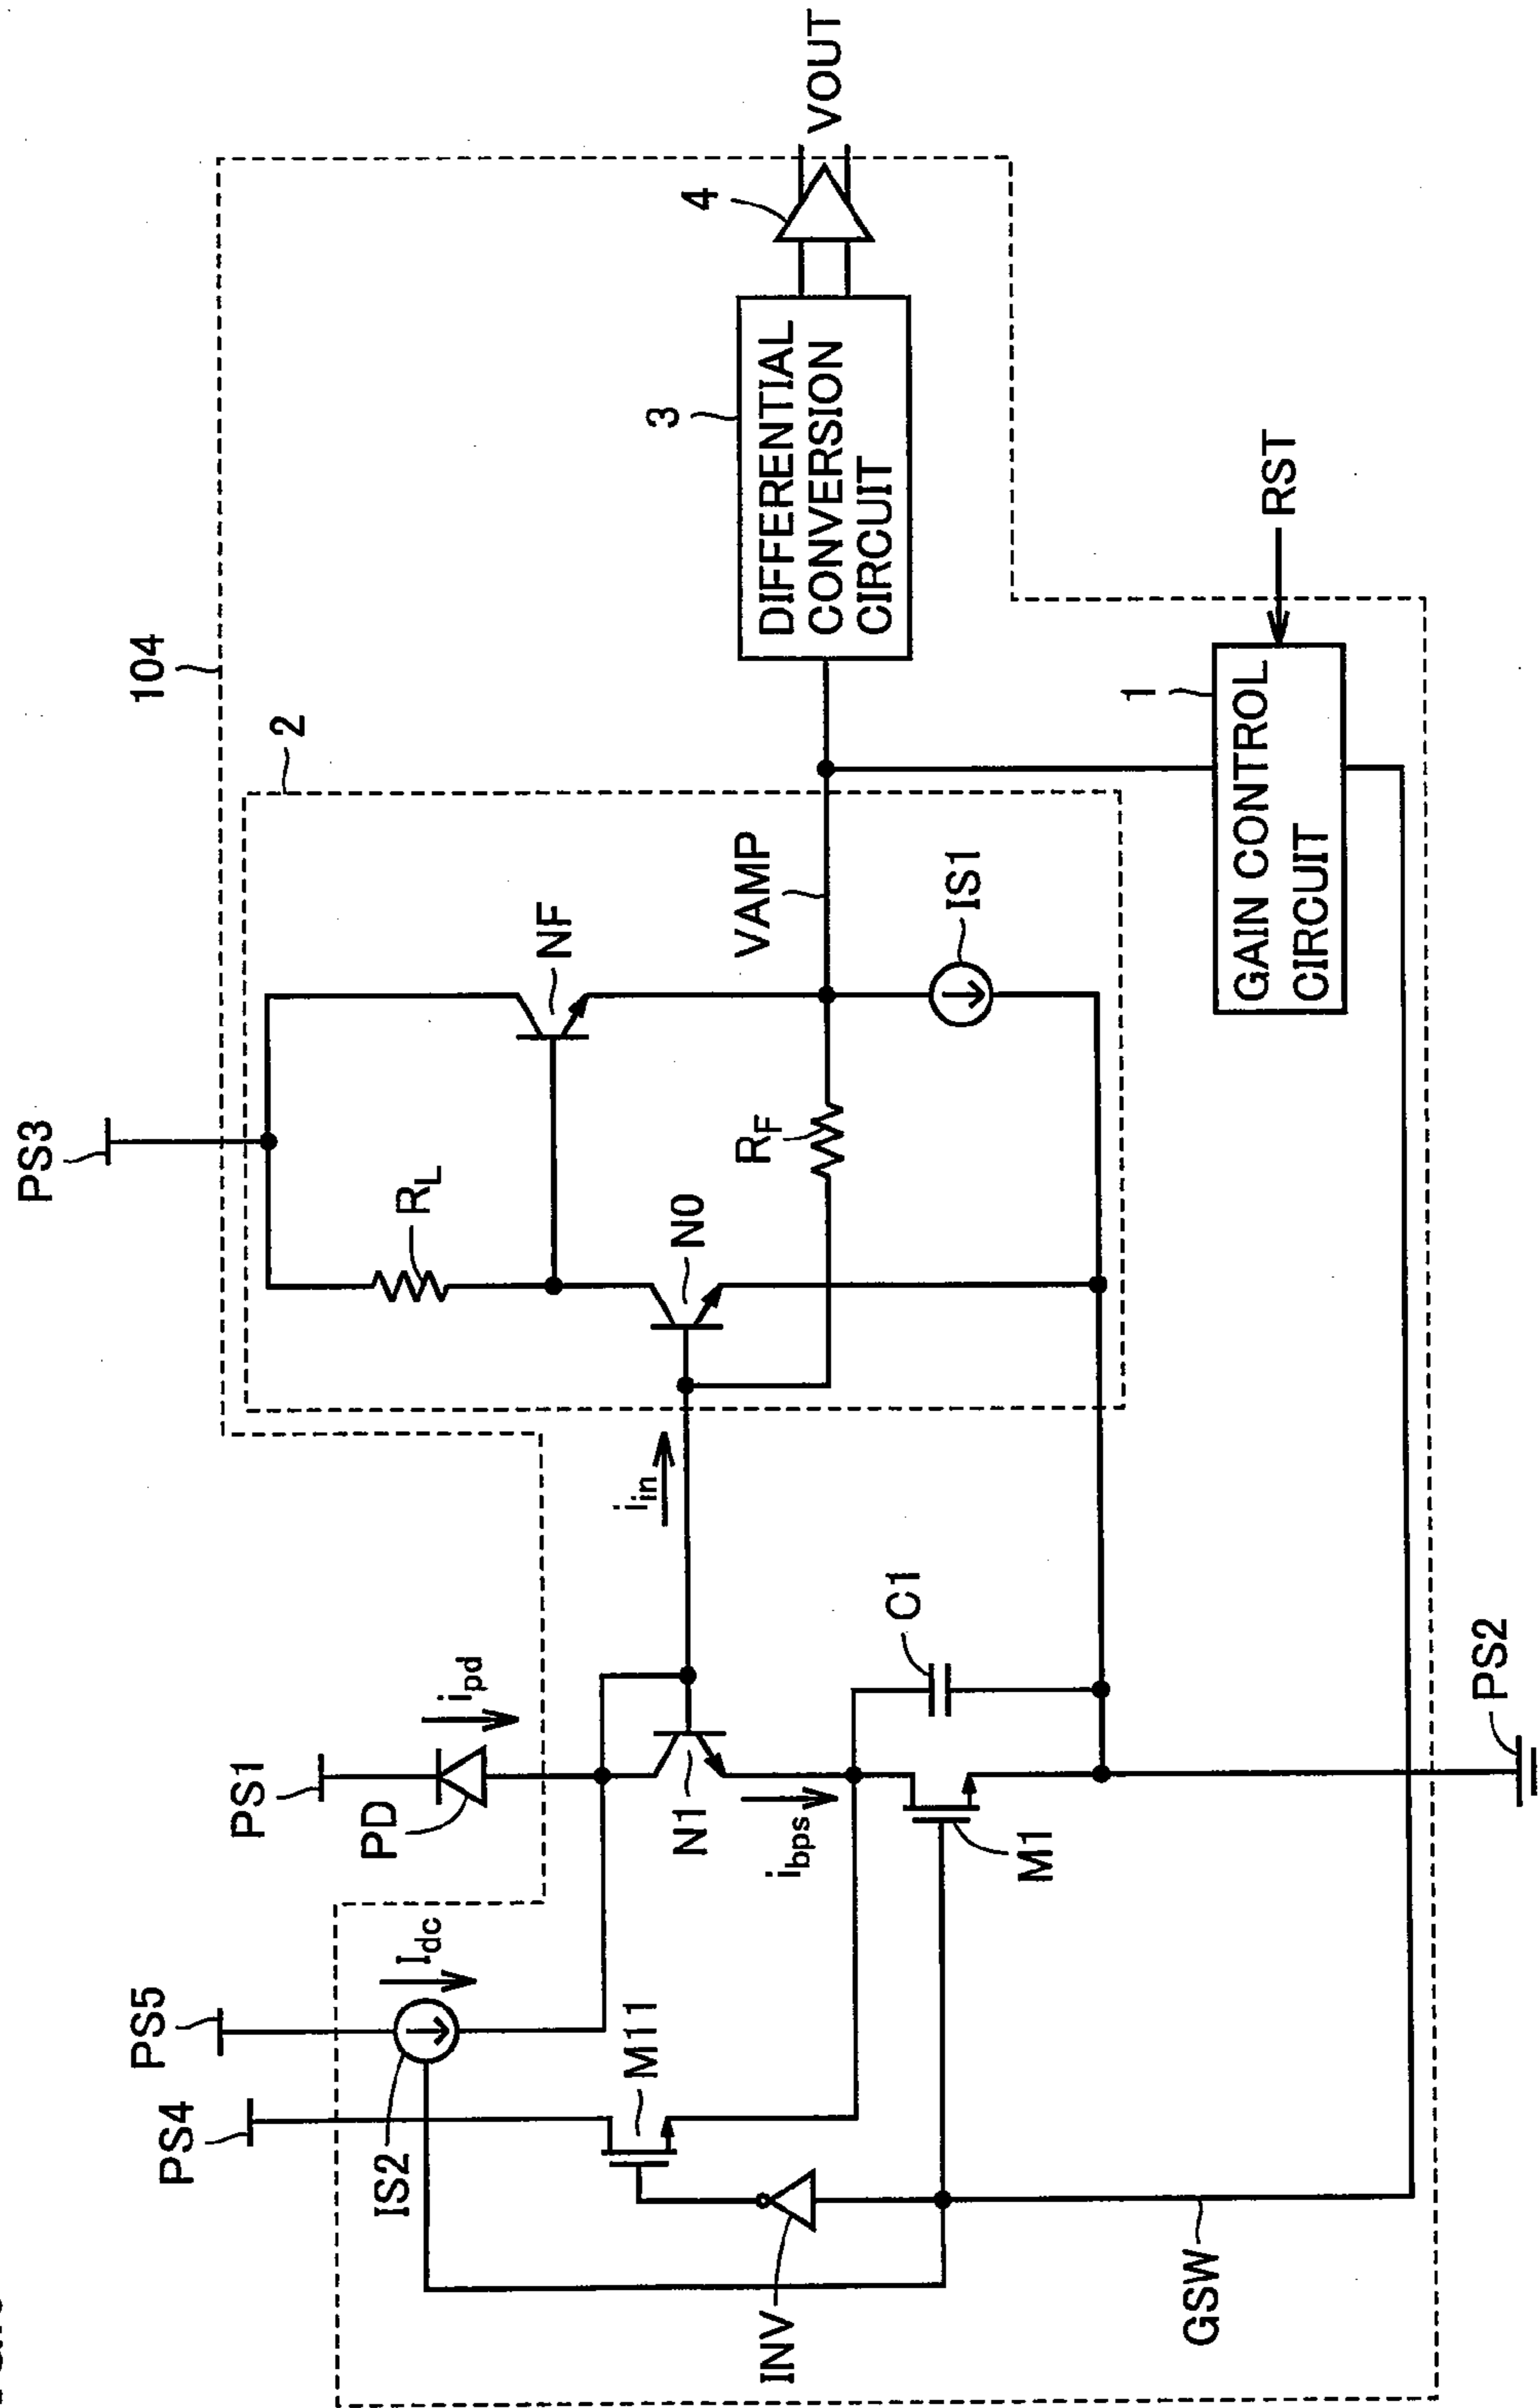 PS3
104
2
PS5
PS4
PS1
IS2
Idc
M11
PD
ipd
iin
RL
NF
N1
ibps
N0
RF
VAMP
3
DIFFERENTIAL
CONVERSION
CIRCUIT
4
VOUT
INV
M1
C1
IS1
1
GAIN CONTROL
CIRCUIT
RST
GSW
PS2